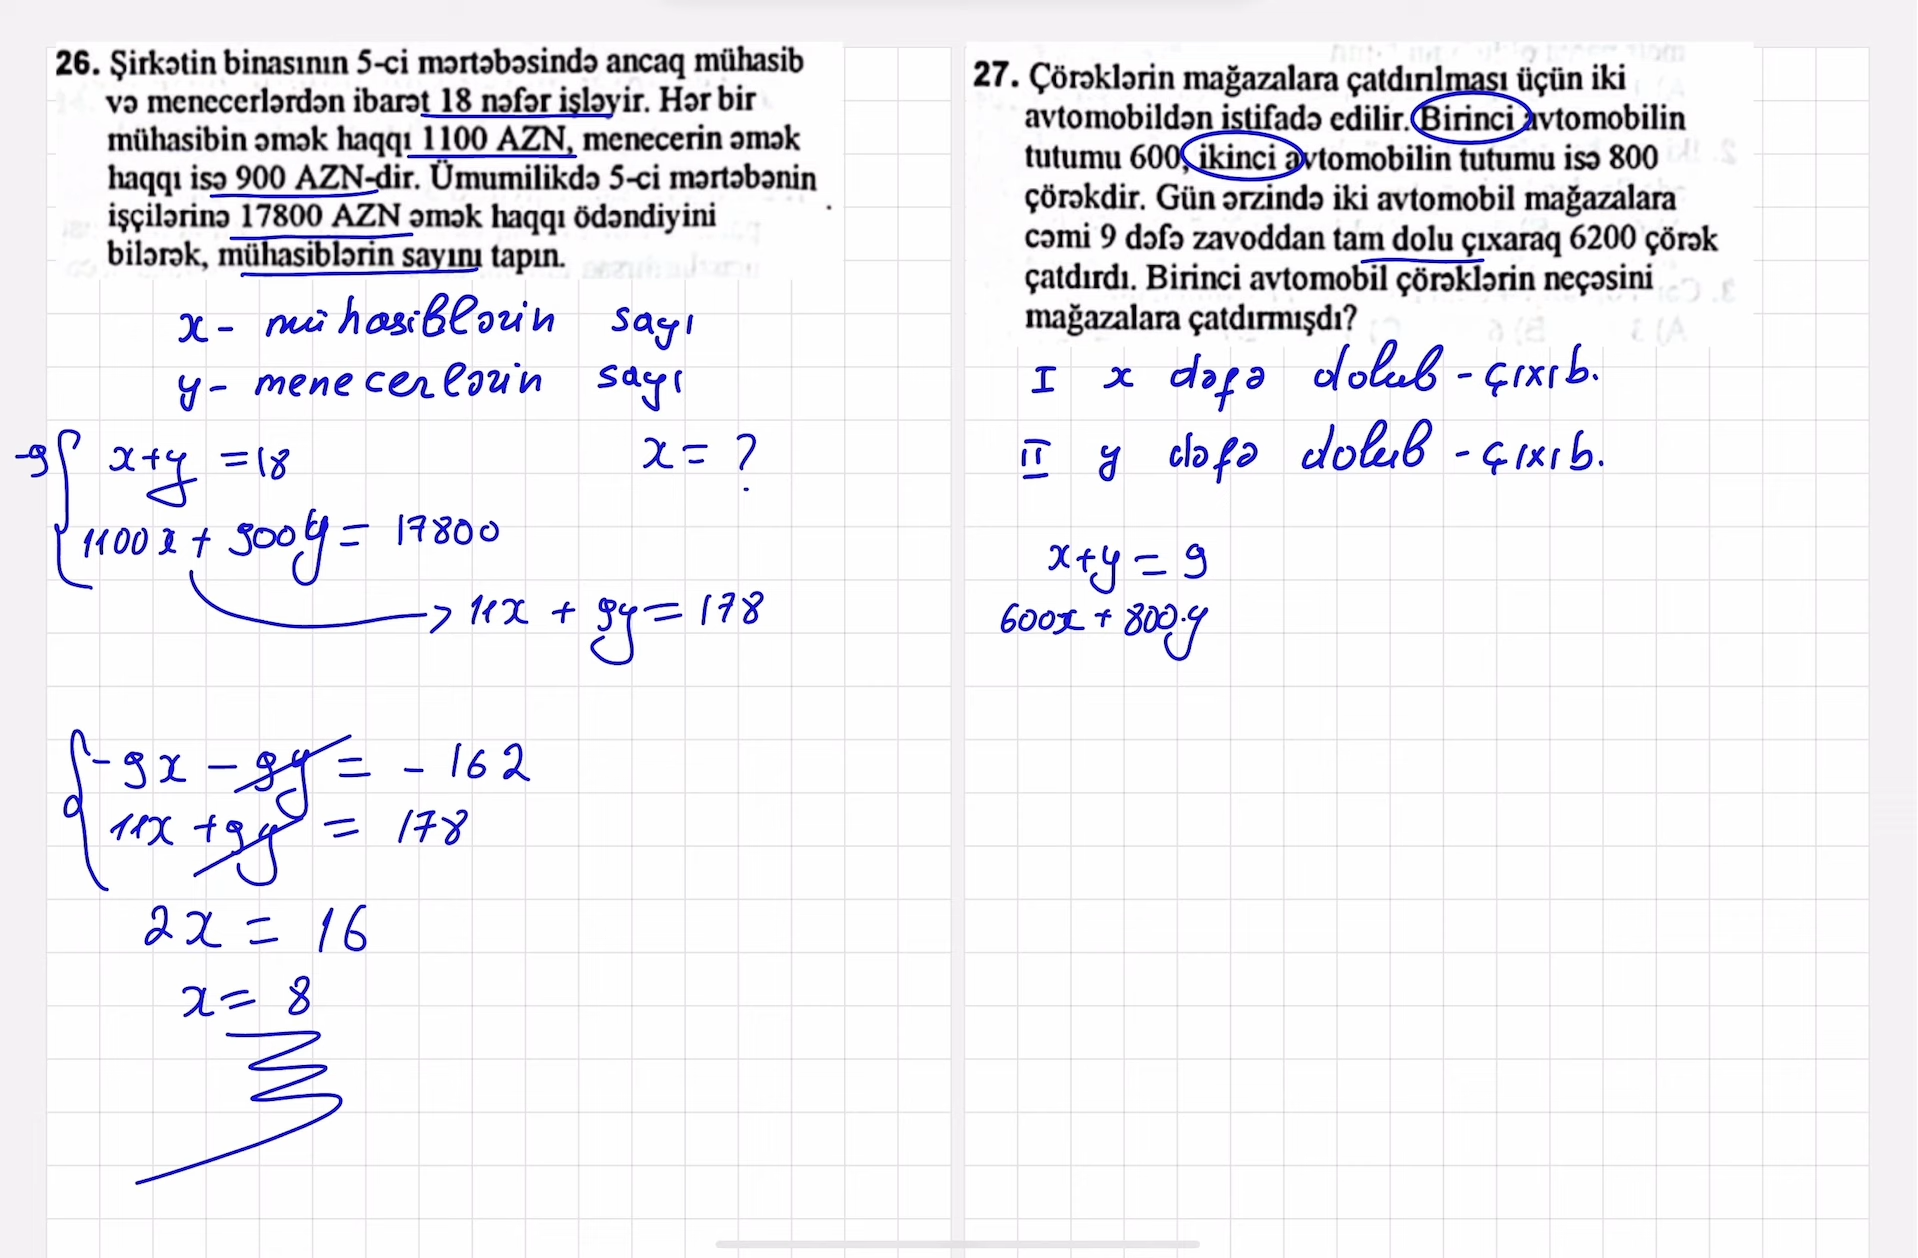 26. Şirkətin binasının 5-ci mərtəbəsində ancaq mühasib
və menecerlərdən ibarət 18 nəfər işləyir. Hər bir
mühasibin əmək haqqı 1100 AZN, menecerin əmək
haqqı isə 900 AZN-dir. Ümumilikdə 5-ci mərtəbənin
işçilərinə 17800 AZN əmək haqqı ödəndiyini
bilərək, mühasiblərin sayını tapın.
x - mühasiblərin sayı
y - menecerlərin sayı
-9 x+y = 18
x = ?
1100x + 900y = 17800
11x + 9y = 178
-9x - 9y = - 162
11x + 9y = 178
2x = 16
x = 8
27. Çörəklərin mağazalara çatdırılması üçün iki
avtomobildən istifadə edilir. Birinci avtomobilin
tutumu 600, ikinci avtomobilin tutumu isə 800
çörəkdir. Gün ərzində iki avtomobil mağazalara
cəmi 9 dəfə zavoddan tam dolu çıxaraq 6200 çörək
çatdırdı. Birinci avtomobil çörəklərin neçəsini
mağazalara çatdırmışdı?
I x dəfə dolub - çıxıb.
II y dəfə dolub - çıxıb.
x+y = 9
600x + 800·y